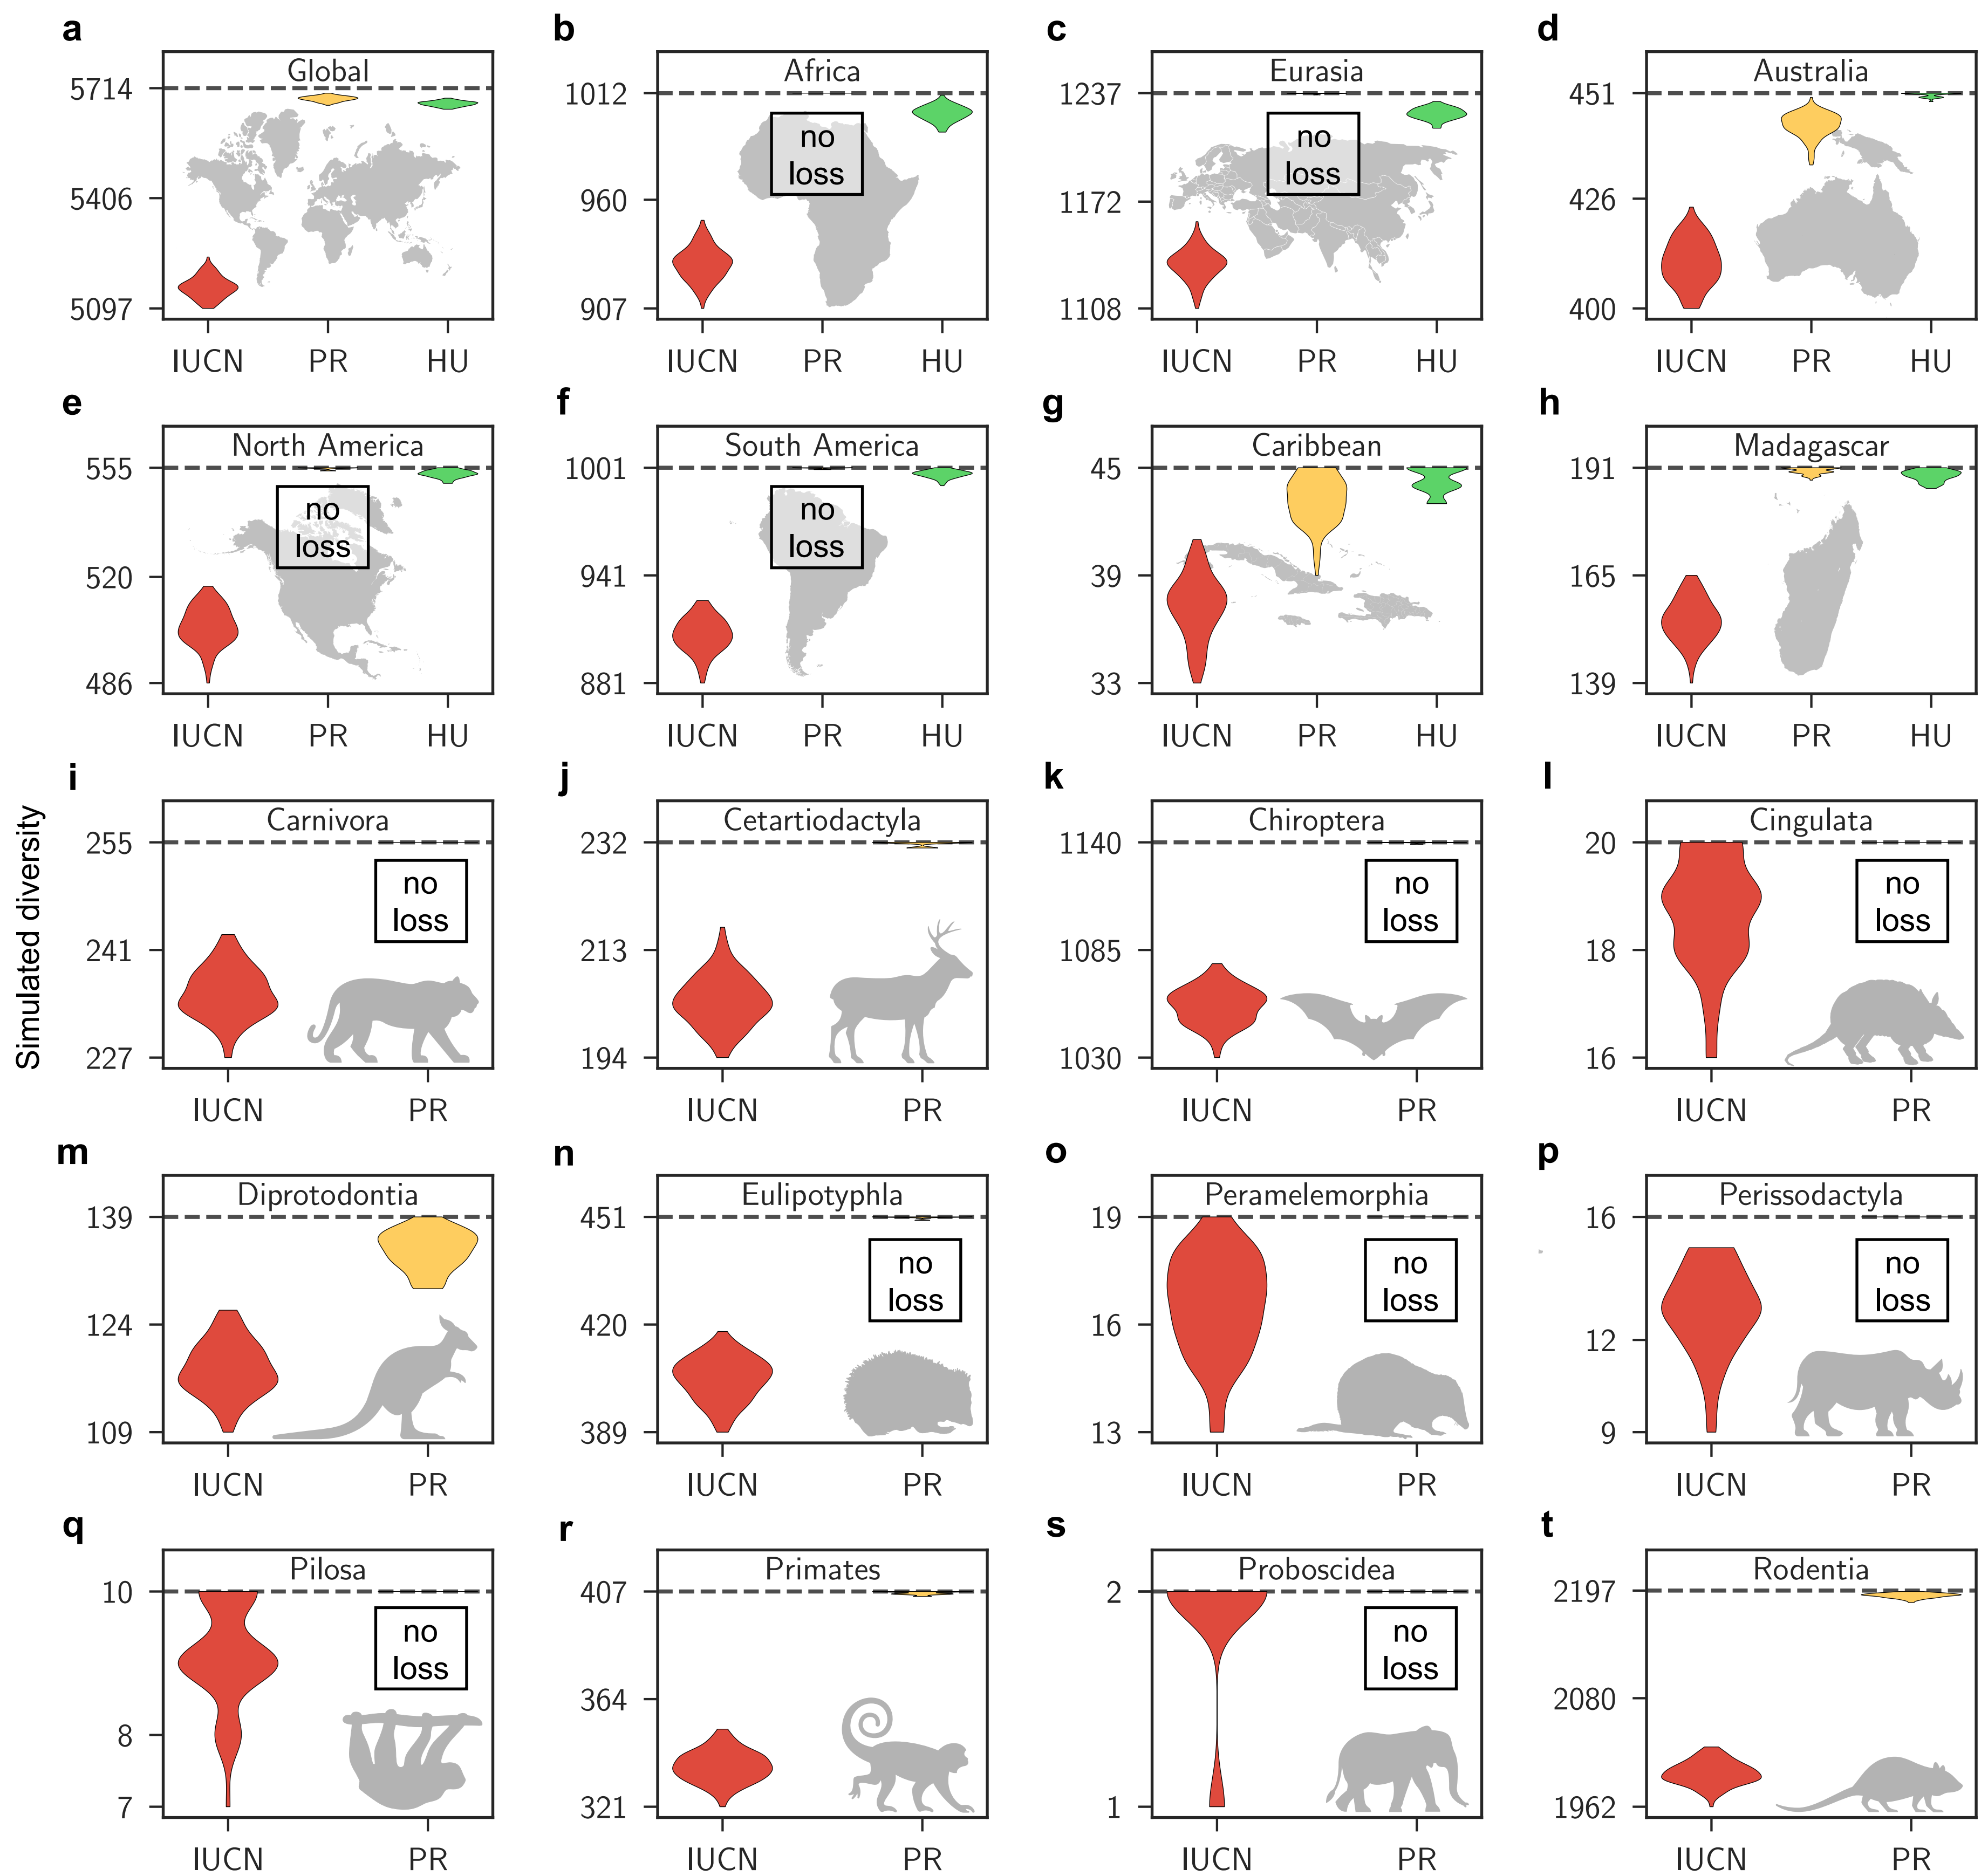 a
Global
5714
5406
5097
IUCN PR HU
b
Africa
1012
960
907
no
loss
IUCN PR HU
c
Eurasia
1237
1172
1108
no
loss
IUCN PR HU
d
Australia
451
426
400
IUCN PR HU
e
North America
555
520
486
no
loss
IUCN PR HU
f
South America
1001
941
881
no
loss
IUCN PR HU
g
Caribbean
45
39
33
IUCN PR HU
h
Madagascar
191
165
139
IUCN PR HU
Simulated diversity
i
Carnivora
255
241
227
no
loss
IUCN PR
j
Cetartiodactyla
232
213
194
IUCN PR
k
Chiroptera
1140
1085
1030
no
loss
IUCN PR
l
Cingulata
20
18
16
no
loss
IUCN PR
m
Diprotodontia
139
124
109
IUCN PR
n
Eulipotyphla
451
420
389
no
loss
IUCN PR
o
Peramelemorphia
19
16
13
no
loss
IUCN PR
p
Perissodactyla
16
12
9
no
loss
IUCN PR
q
Pilosa
10
8
7
no
loss
IUCN PR
r
Primates
407
364
321
IUCN PR
s
Proboscidea
2
1
no
loss
IUCN PR
t
Rodentia
2197
2080
1962
IUCN PR